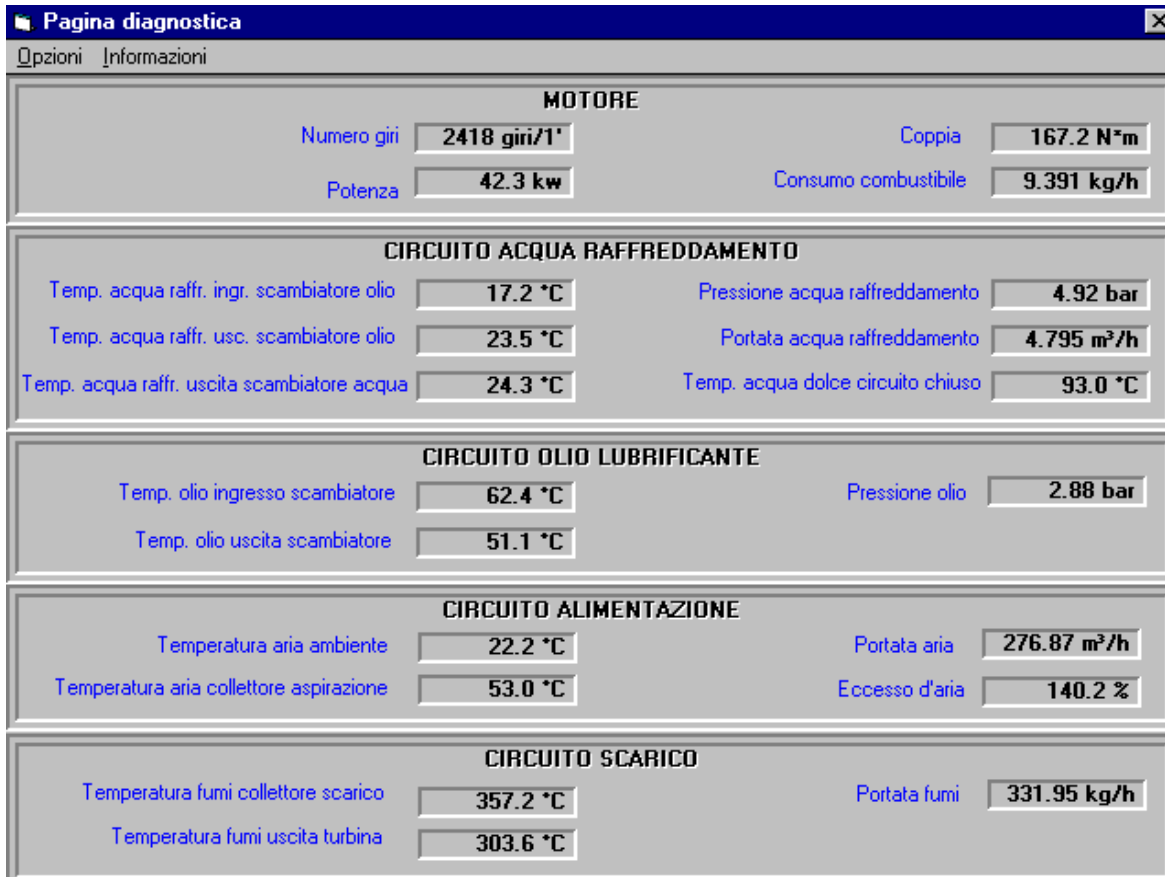 Pagina diagnostica
Opzioni Informazioni
MOTORE
Numero giri 2418 giri/1' Coppia 167.2 N*m
Potenza 42.3 kw Consumo combustibile 9.391 kg/h
CIRCUITO ACQUA RAFFREDDAMENTO
Temp. acqua raffr. ingr. scambiatore olio 17.2 °C Pressione acqua raffreddamento 4.92 bar
Temp. acqua raffr. usc. scambiatore olio 23.5 °C Portata acqua raffreddamento 4.795 m³/h
Temp. acqua raffr. uscita scambiatore acqua 24.3 °C Temp. acqua dolce circuito chiuso 93.0 °C
CIRCUITO OLIO LUBRIFICANTE
Temp. olio ingresso scambiatore 62.4 °C Pressione olio 2.88 bar
Temp. olio uscita scambiatore 51.1 °C
CIRCUITO ALIMENTAZIONE
Temperatura aria ambiente 22.2 °C Portata aria 276.87 m³/h
Temperatura aria collettore aspirazione 53.0 °C Eccesso d'aria 140.2 %
CIRCUITO SCARICO
Temperatura fumi collettore scarico 357.2 °C Portata fumi 331.95 kg/h
Temperatura fumi uscita turbina 303.6 °C